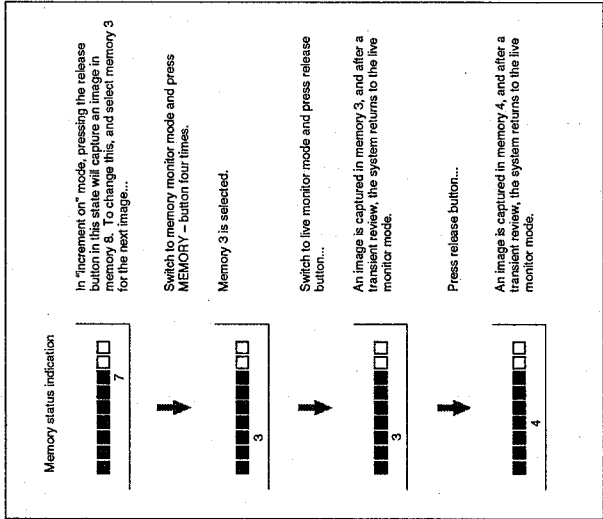 Memory status indication
7
In "increment on" mode, pressing the release
button in this state will capture an image in
memory 8. To change this, and select memory 3
for the next image...
Switch to memory monitor mode and press
MEMORY – button four times.
3
Memory 3 is selected.
Switch to live monitor mode and press release
button...
3
An image is captured in memory 3, and after a
transient review, the system returns to the live
monitor mode.
Press release button...
4
An image is captured in memory 4, and after a
transient review, the system returns to the live
monitor mode.